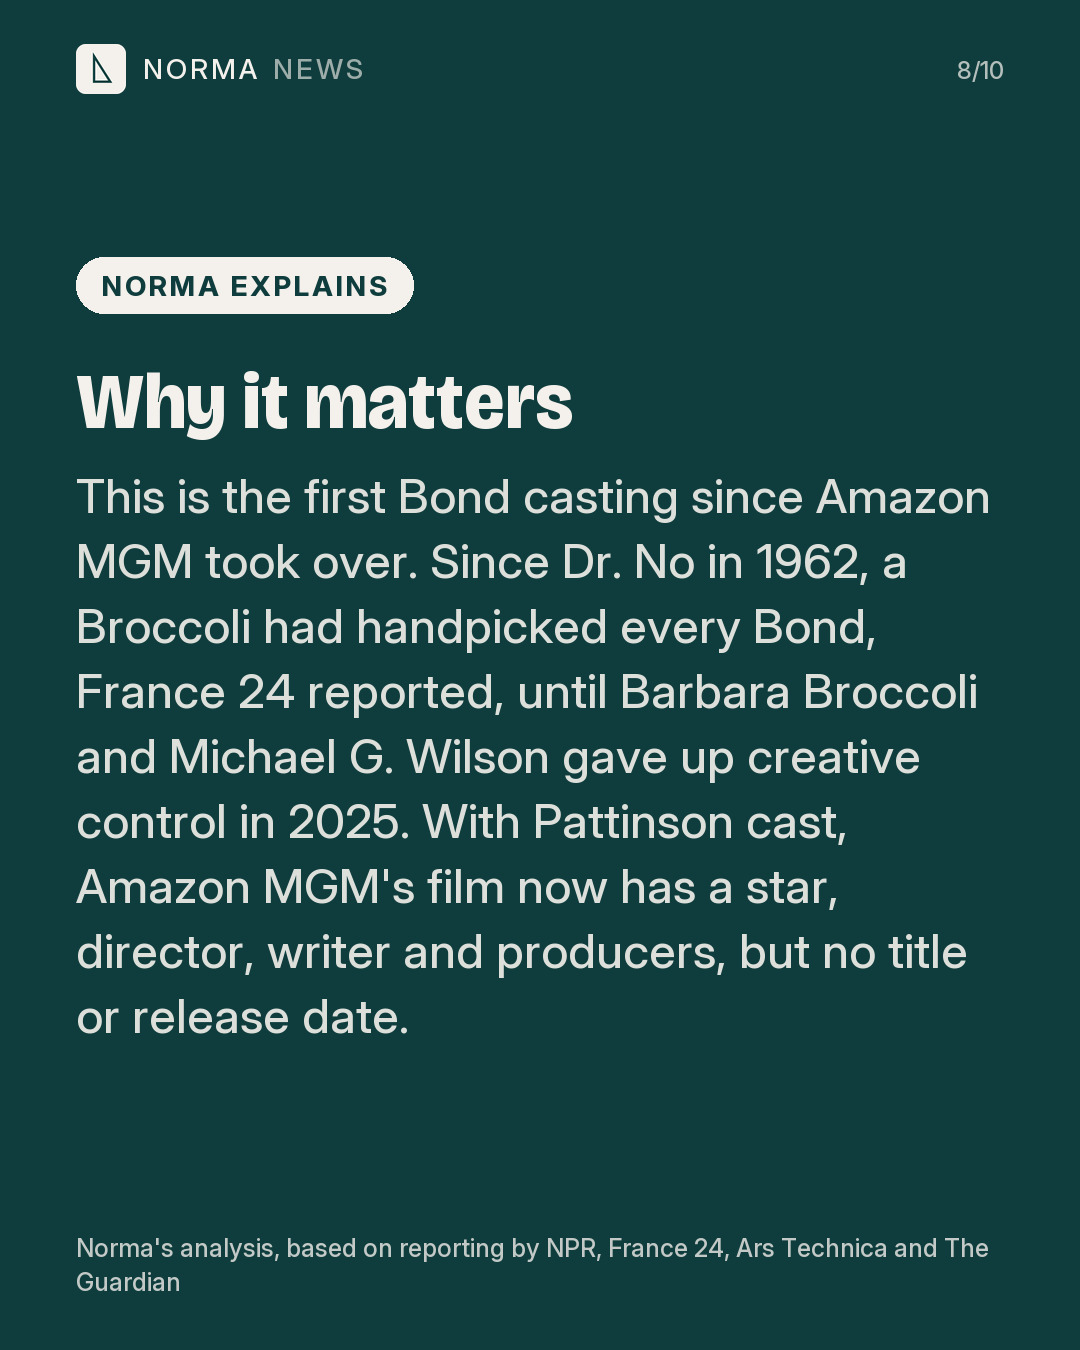 NORMA NEWS
8/10
NORMA EXPLAINS
Why it matters
This is the first Bond casting since Amazon
MGM took over. Since Dr. No in 1962, a
Broccoli had handpicked every Bond,
France 24 reported, until Barbara Broccoli
and Michael G. Wilson gave up creative
control in 2025. With Pattinson cast,
Amazon MGM's film now has a star,
director, writer and producers, but no title
or release date.
Norma's analysis, based on reporting by NPR, France 24, Ars Technica and The
Guardian